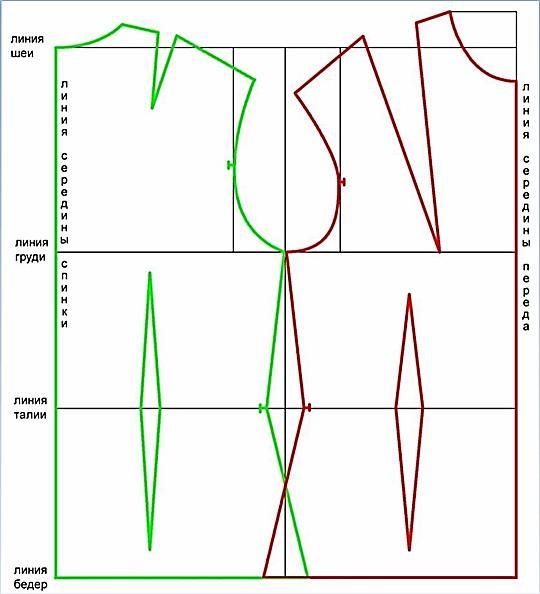 линия
шеи
линия середины спинки
линия середины переда
линия
груди
линия
талии
линия
бедер